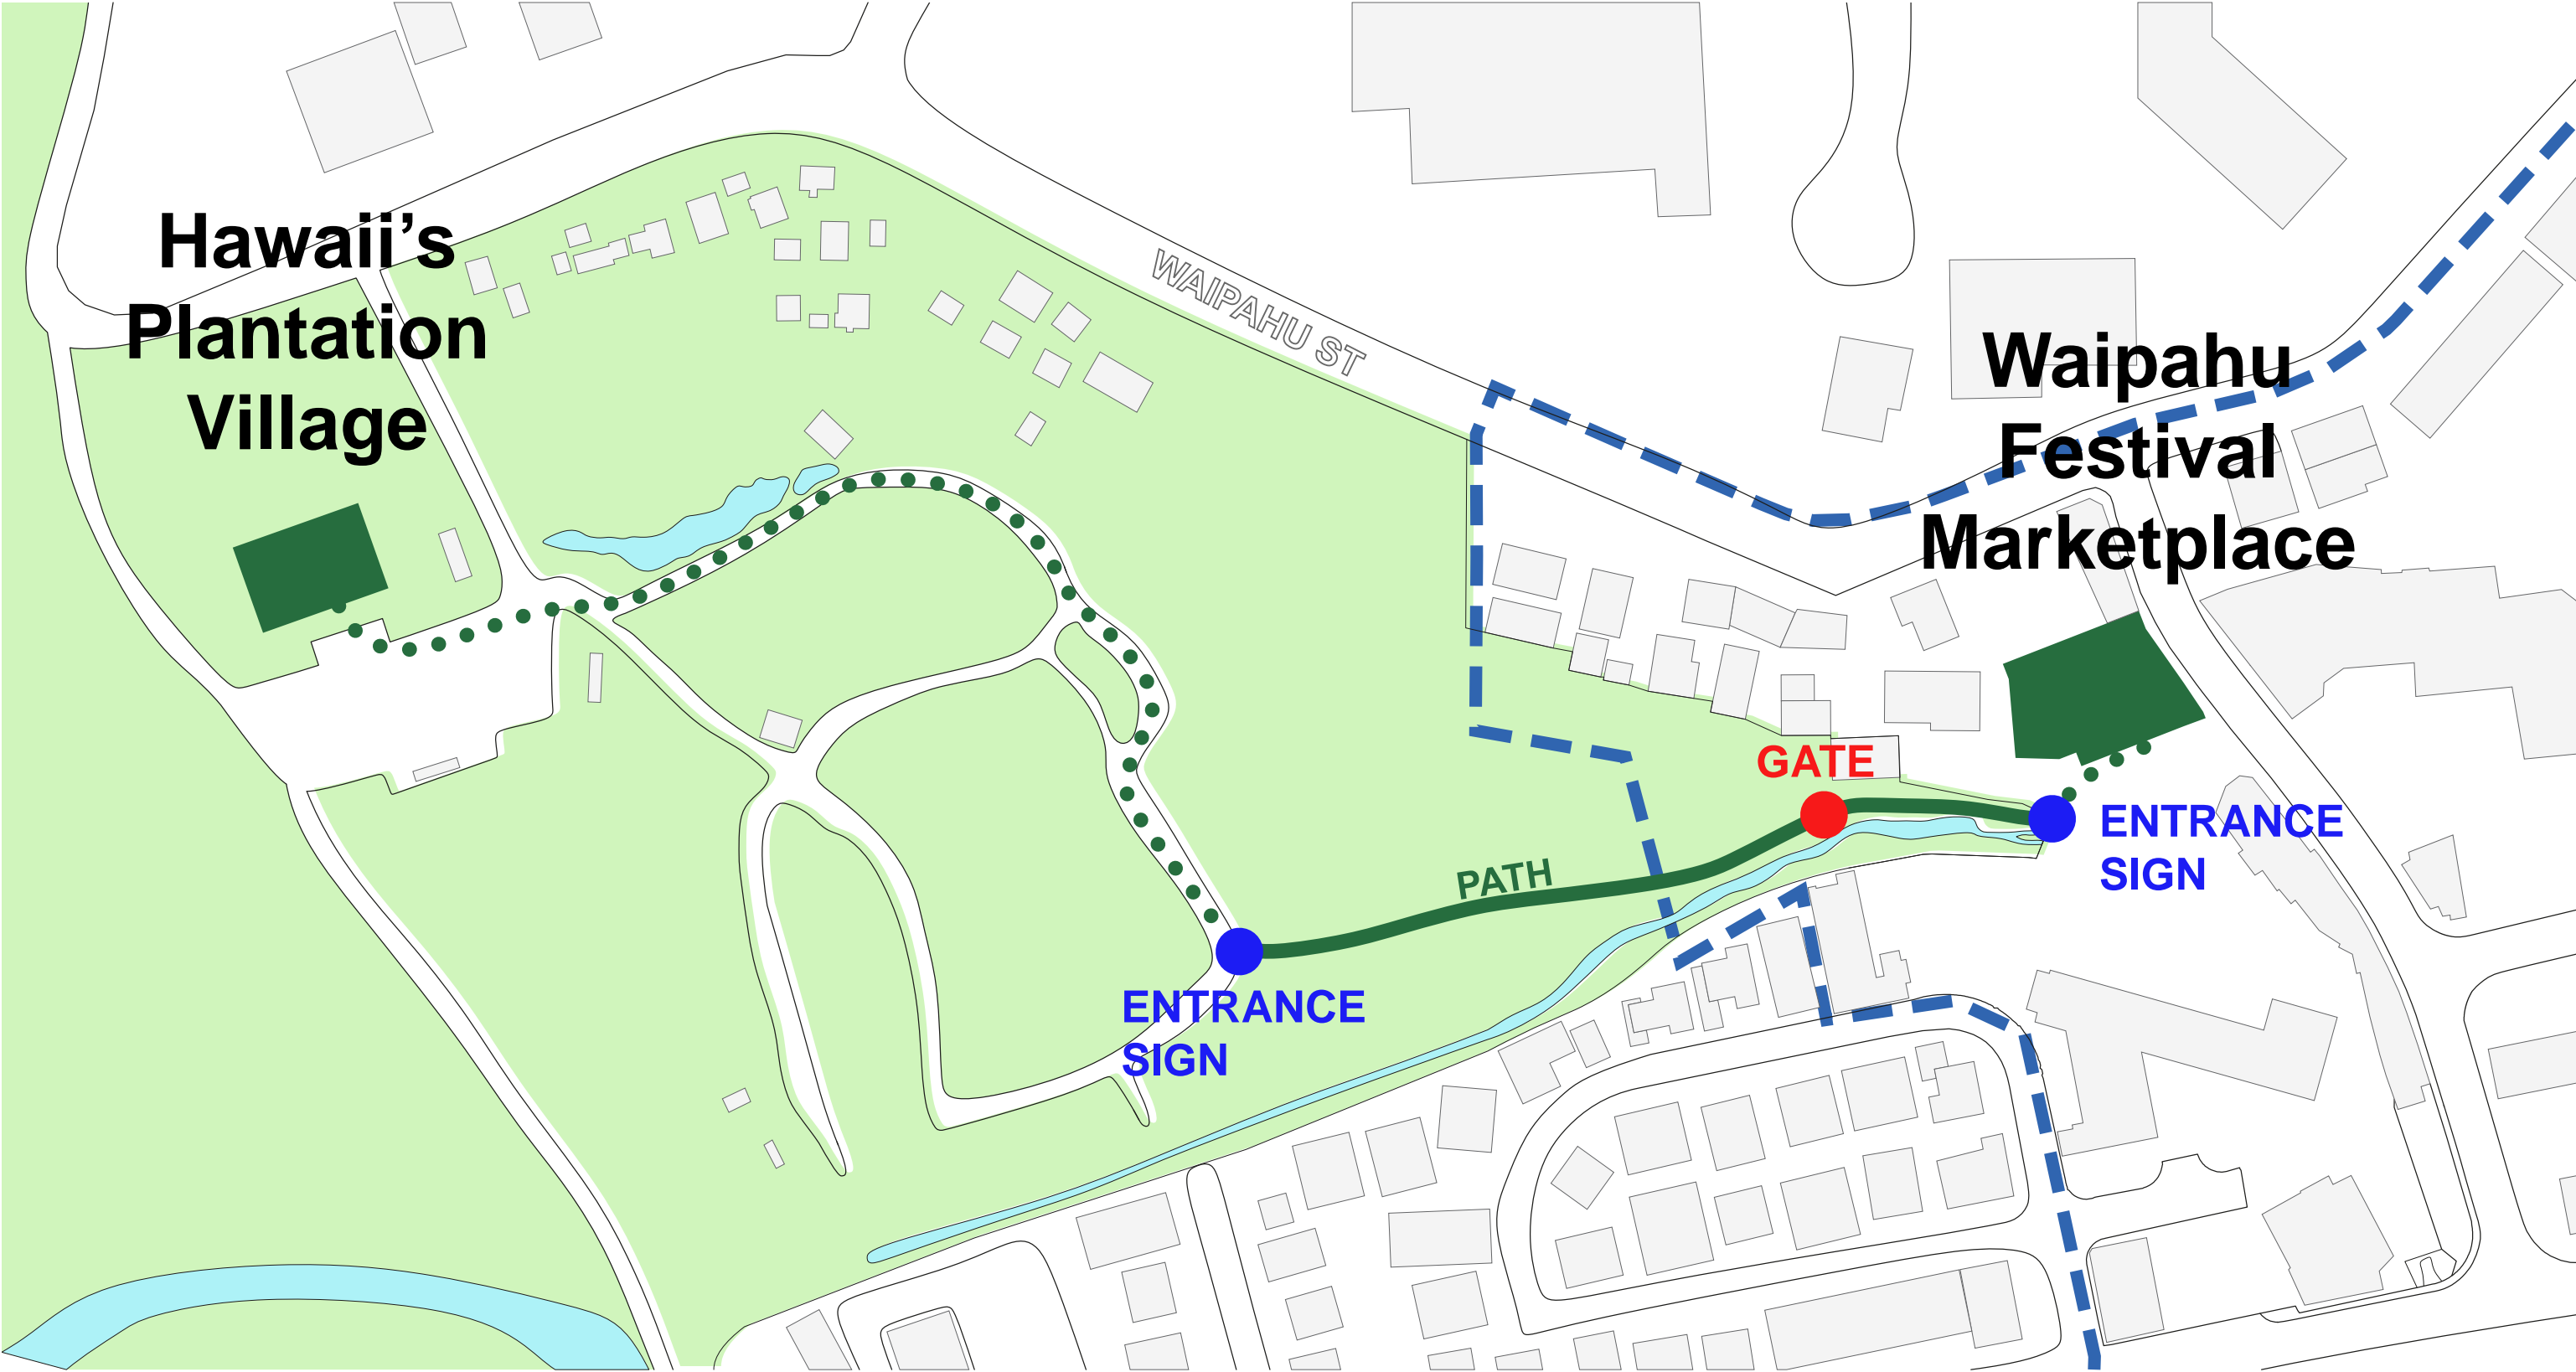 Hawaii’s
Plantation
Village
WAIPAHU ST
Waipahu
Festival
Marketplace
GATE
ENTRANCE
SIGN
PATH
ENTRANCE
SIGN